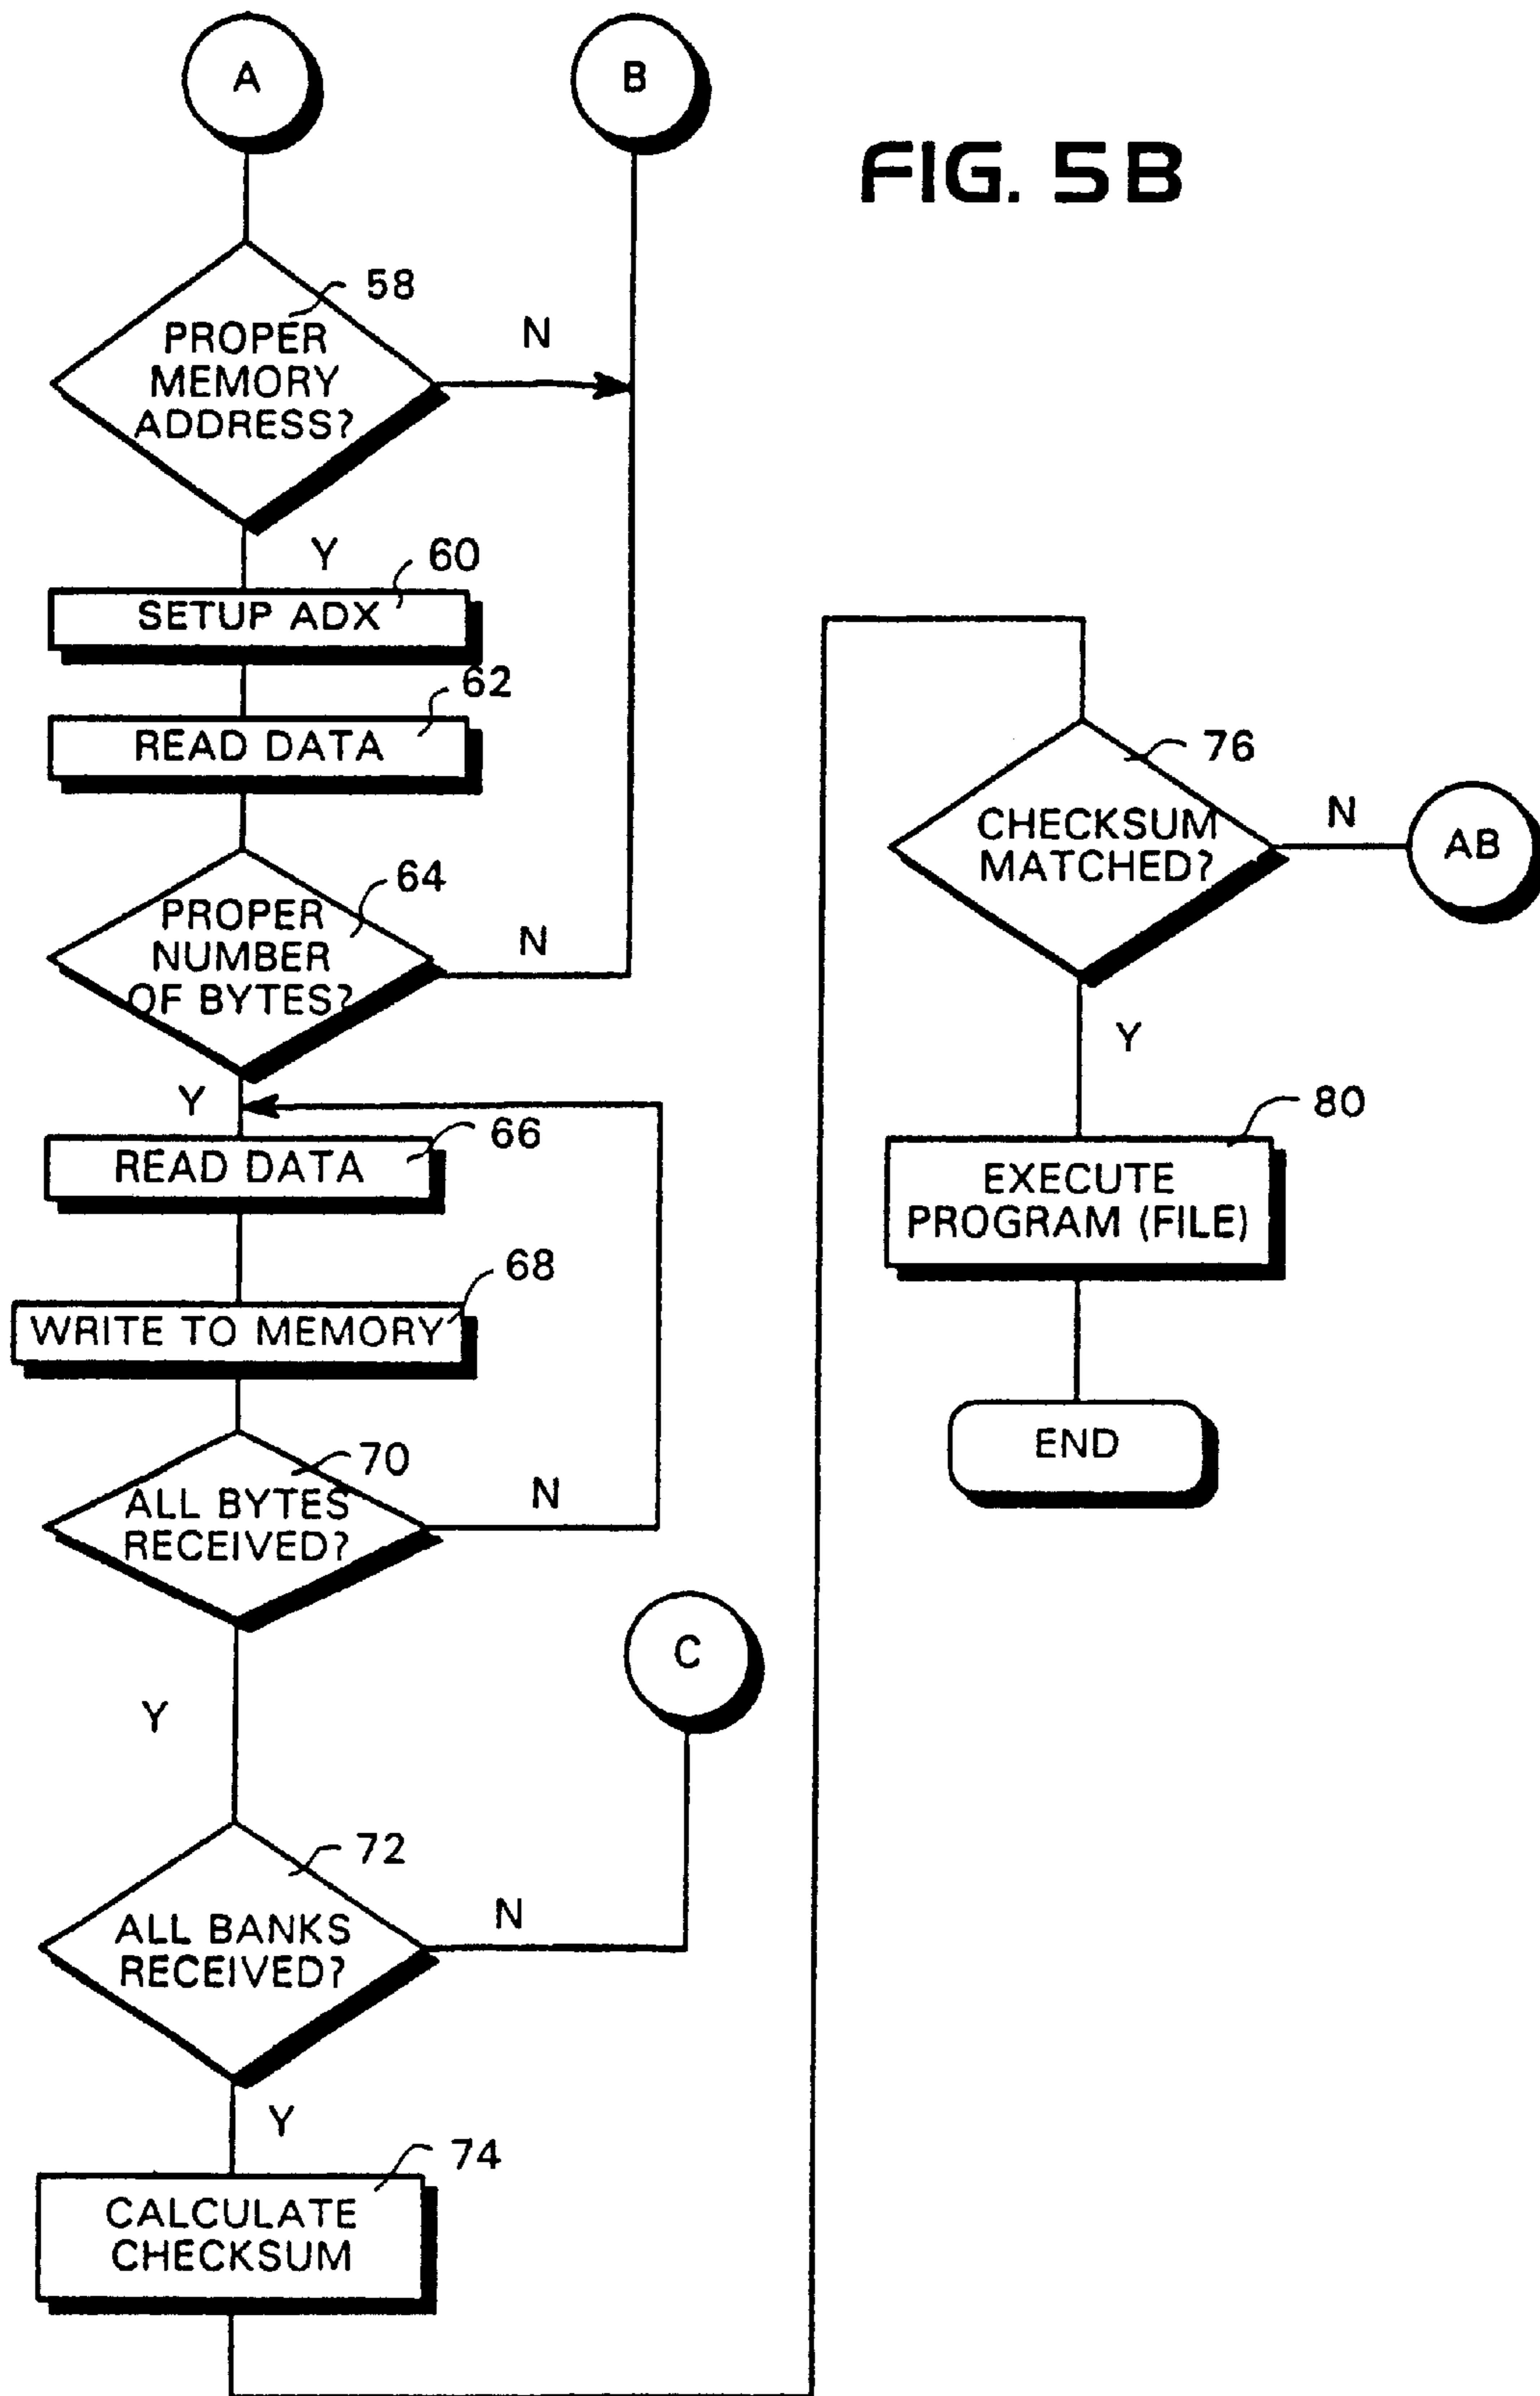 A
B
FIG. 5B
58
PROPER
MEMORY
ADDRESS?
N
Y
60
SETUP ADX
62
READ DATA
64
PROPER
NUMBER
OF BYTES?
N
Y
66
READ DATA
68
WRITE TO MEMORY
70
ALL BYTES
RECEIVED?
N
Y
C
72
ALL BANKS
RECEIVED?
N
Y
74
CALCULATE
CHECKSUM
76
CHECKSUM
MATCHED?
N
AB
Y
80
EXECUTE
PROGRAM (FILE)
END